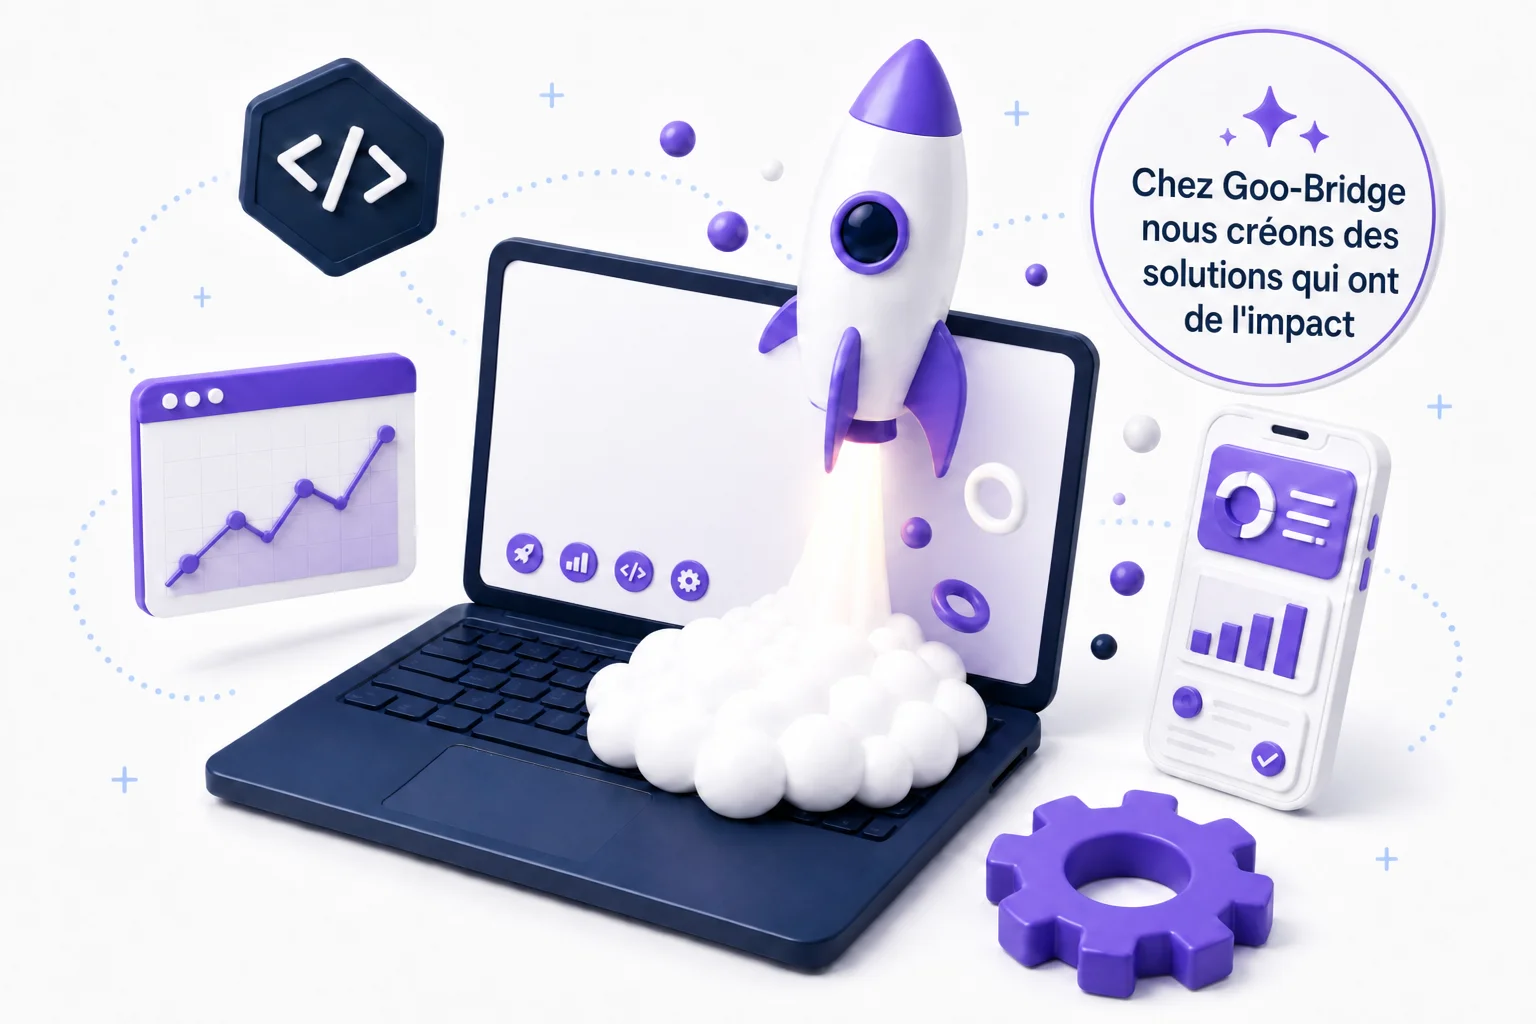 </>
Chez Goo-Bridge
nous créons des
solutions qui ont
de l'impact
</>